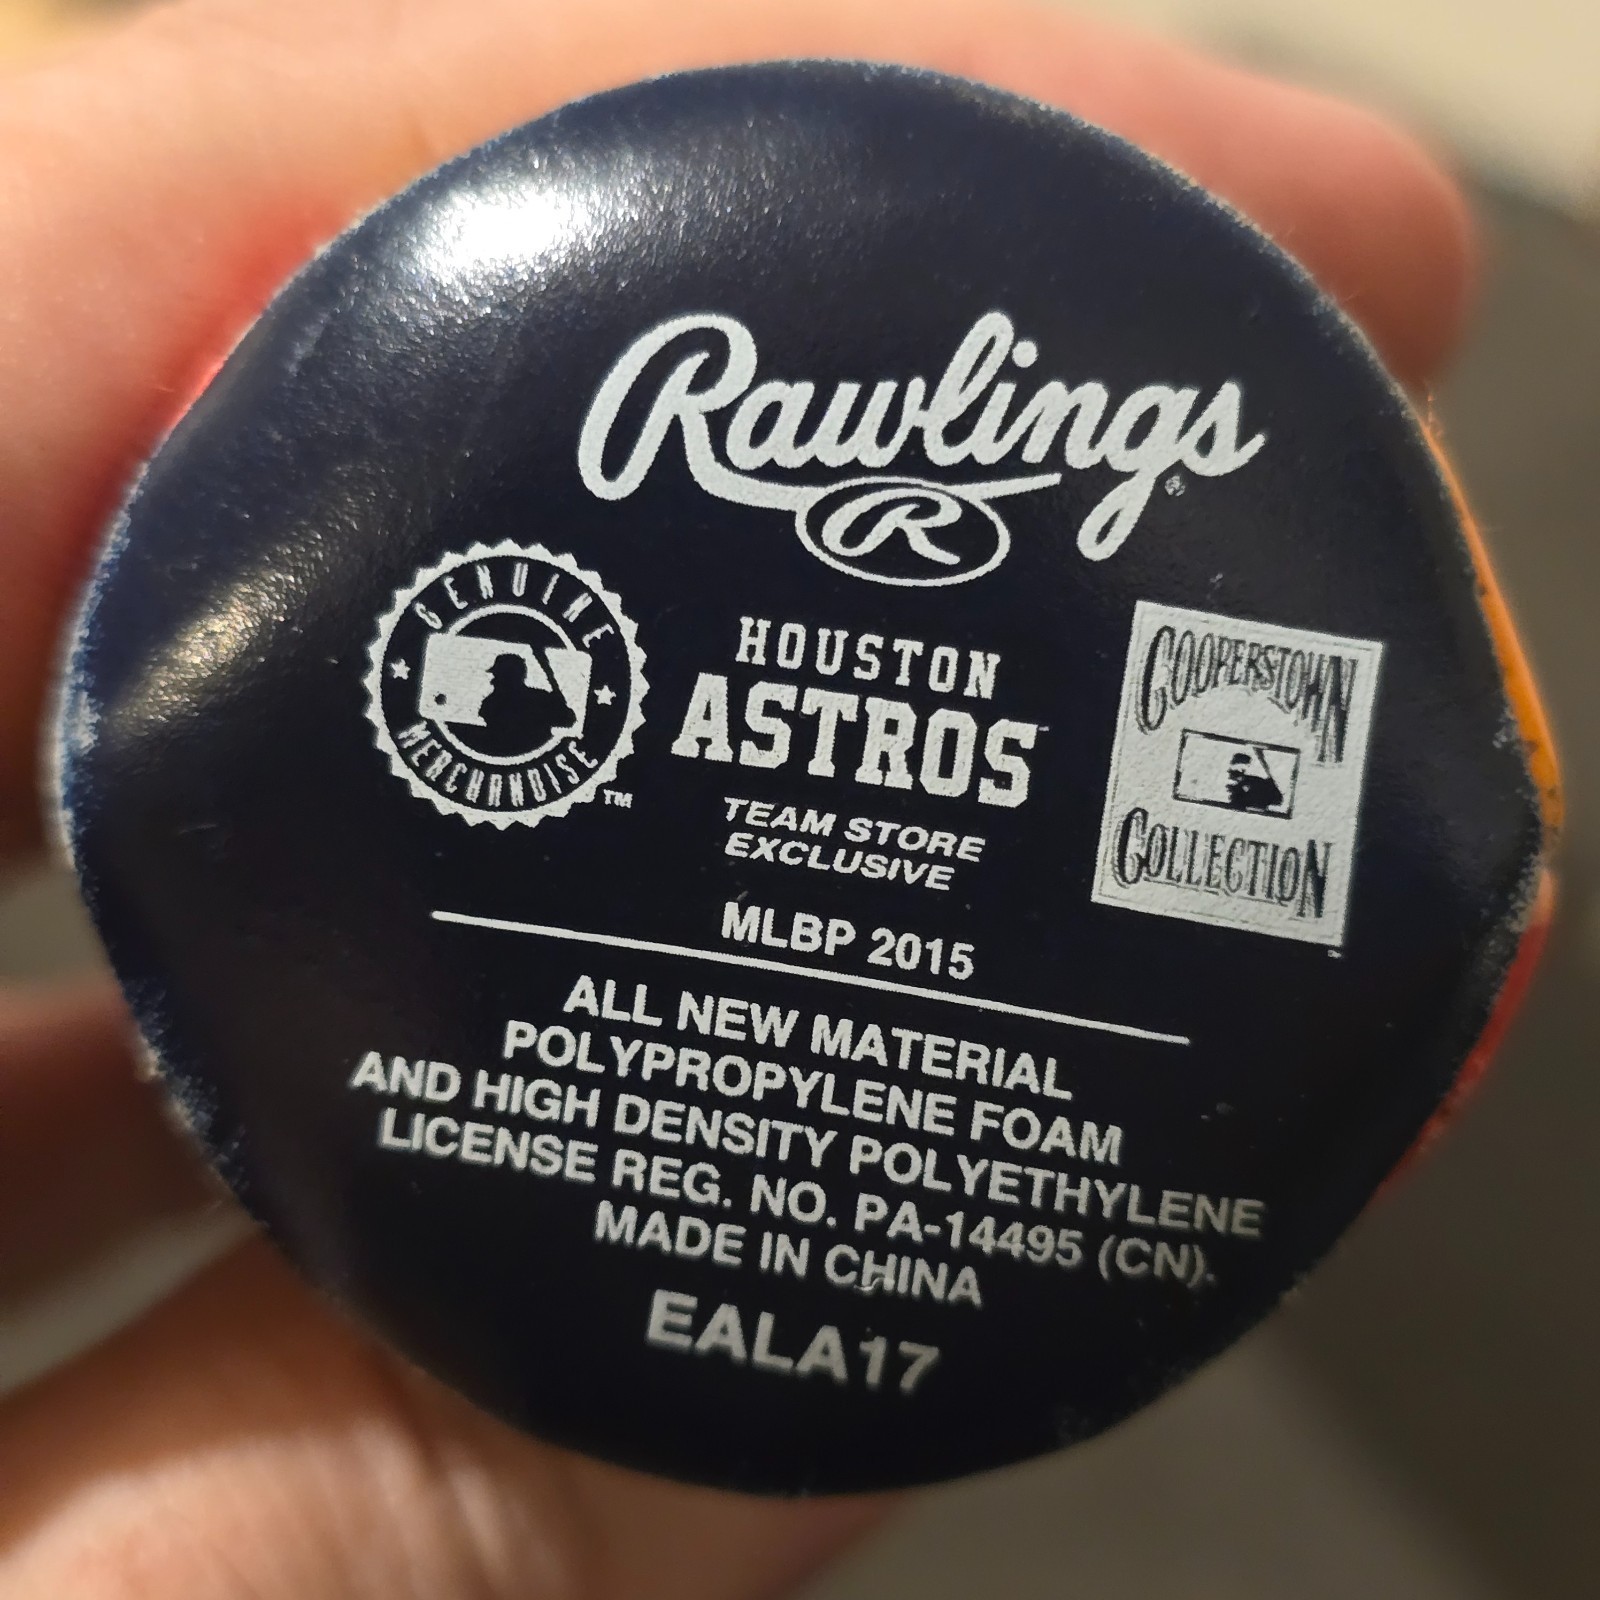 Rawlings®
R
GENUINE
MERCHANDISE
TM
HOUSTON
ASTROS
TEAM STORE
EXCLUSIVE
COOPERSTOWN
COLLECTION
MLBP 2015
ALL NEW MATERIAL
POLYPROPYLENE FOAM
AND HIGH DENSITY POLYETHYLENE
LICENSE REG. NO. PA-14495 (CN).
MADE IN CHINA
EALA17